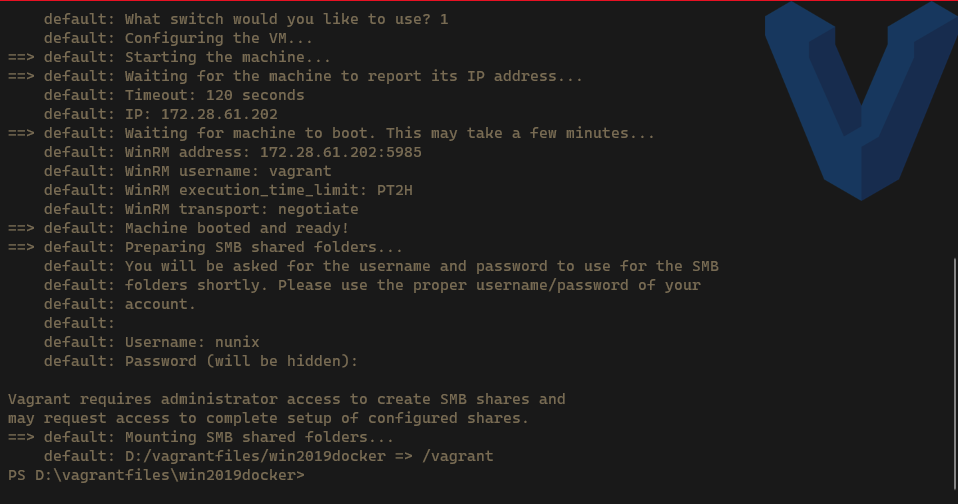 default: What switch would you like to use? 1
default: Configuring the VM...
==> default: Starting the machine...
==> default: Waiting for the machine to report its IP address...
default: Timeout: 120 seconds
default: IP: 172.28.61.202
==> default: Waiting for machine to boot. This may take a few minutes...
default: WinRM address: 172.28.61.202:5985
default: WinRM username: vagrant
default: WinRM execution_time_limit: PT2H
default: WinRM transport: negotiate
==> default: Machine booted and ready!
==> default: Preparing SMB shared folders...
default: You will be asked for the username and password to use for the SMB
default: folders shortly. Please use the proper username/password of your
default: account.
default:
default: Username: nunix
default: Password (will be hidden):
Vagrant requires administrator access to create SMB shares and
may request access to complete setup of configured shares.
==> default: Mounting SMB shared folders...
default: D:/vagrantfiles/win2019docker => /vagrant
PS D:\vagrantfiles\win2019docker>